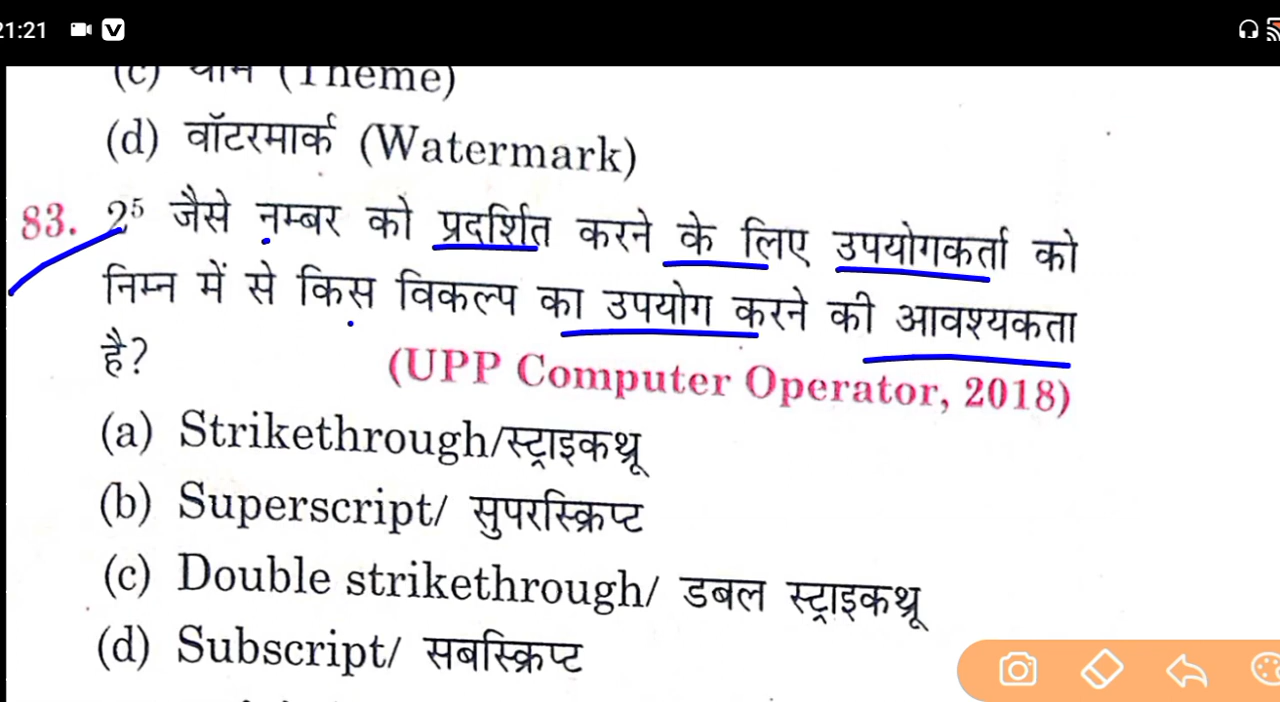 21:21
(c) थीम (Theme)
(d) वॉटरमार्क (Watermark)
83. 2⁵ जैसे नम्बर को प्रदर्शित करने के लिए उपयोगकर्ता को
निम्न में से किस विकल्प का उपयोग करने की आवश्यकता
है? (UPP Computer Operator, 2018)
(a) Strikethrough/स्ट्राइकथ्रू
(b) Superscript/ सुपरस्क्रिप्ट
(c) Double strikethrough/ डबल स्ट्राइकथ्रू
(d) Subscript/ सबस्क्रिप्ट